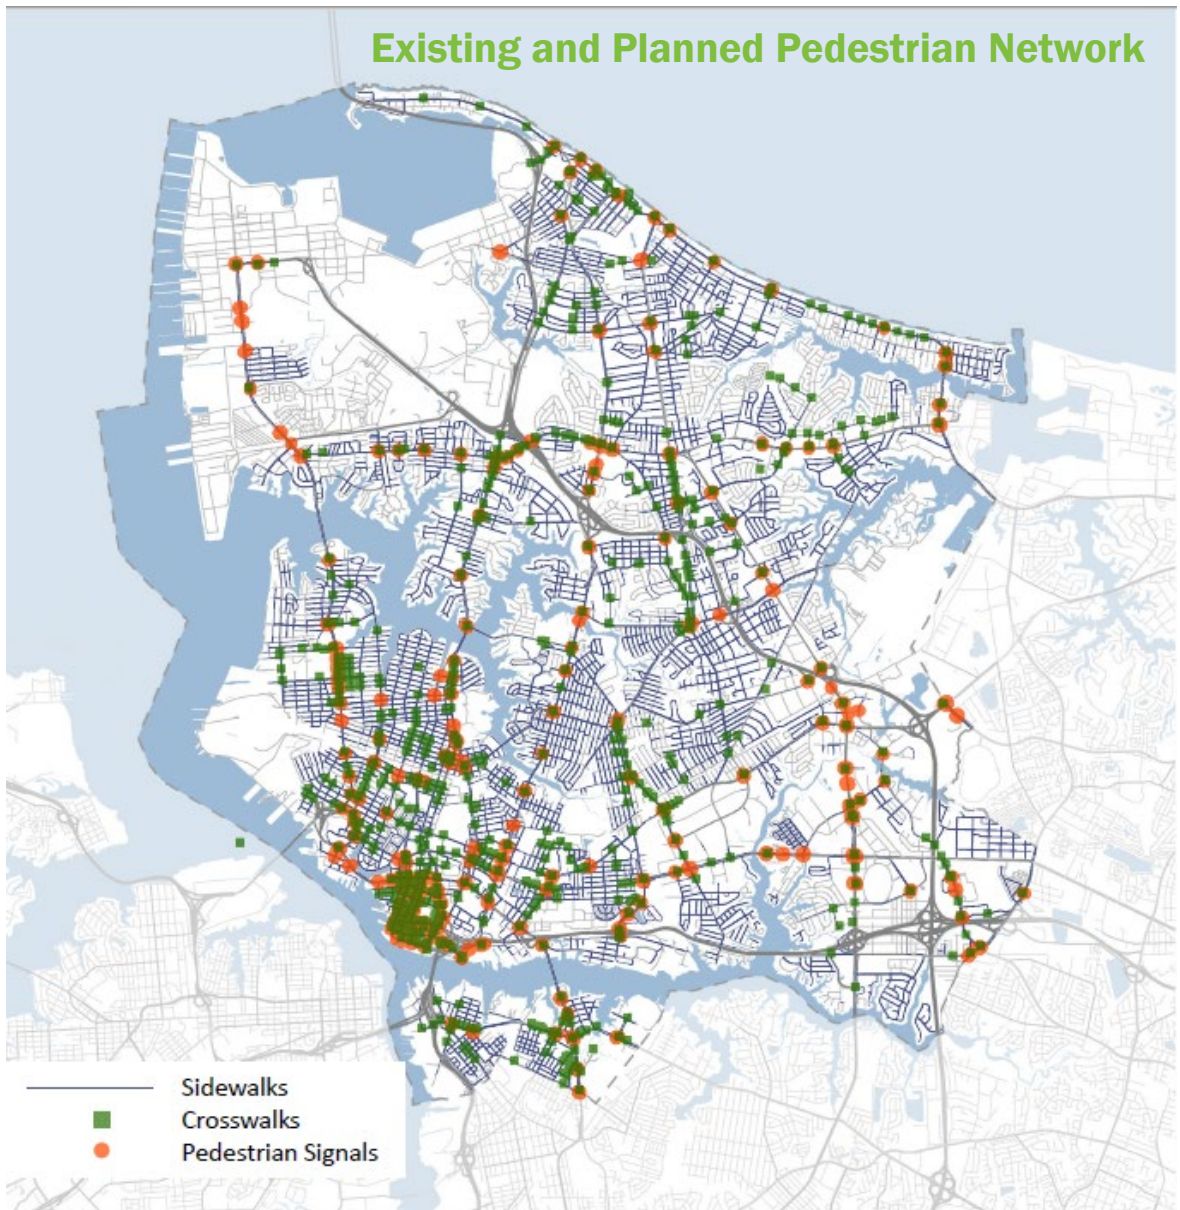 Existing and Planned Pedestrian Network
Sidewalks
Crosswalks
Pedestrian Signals